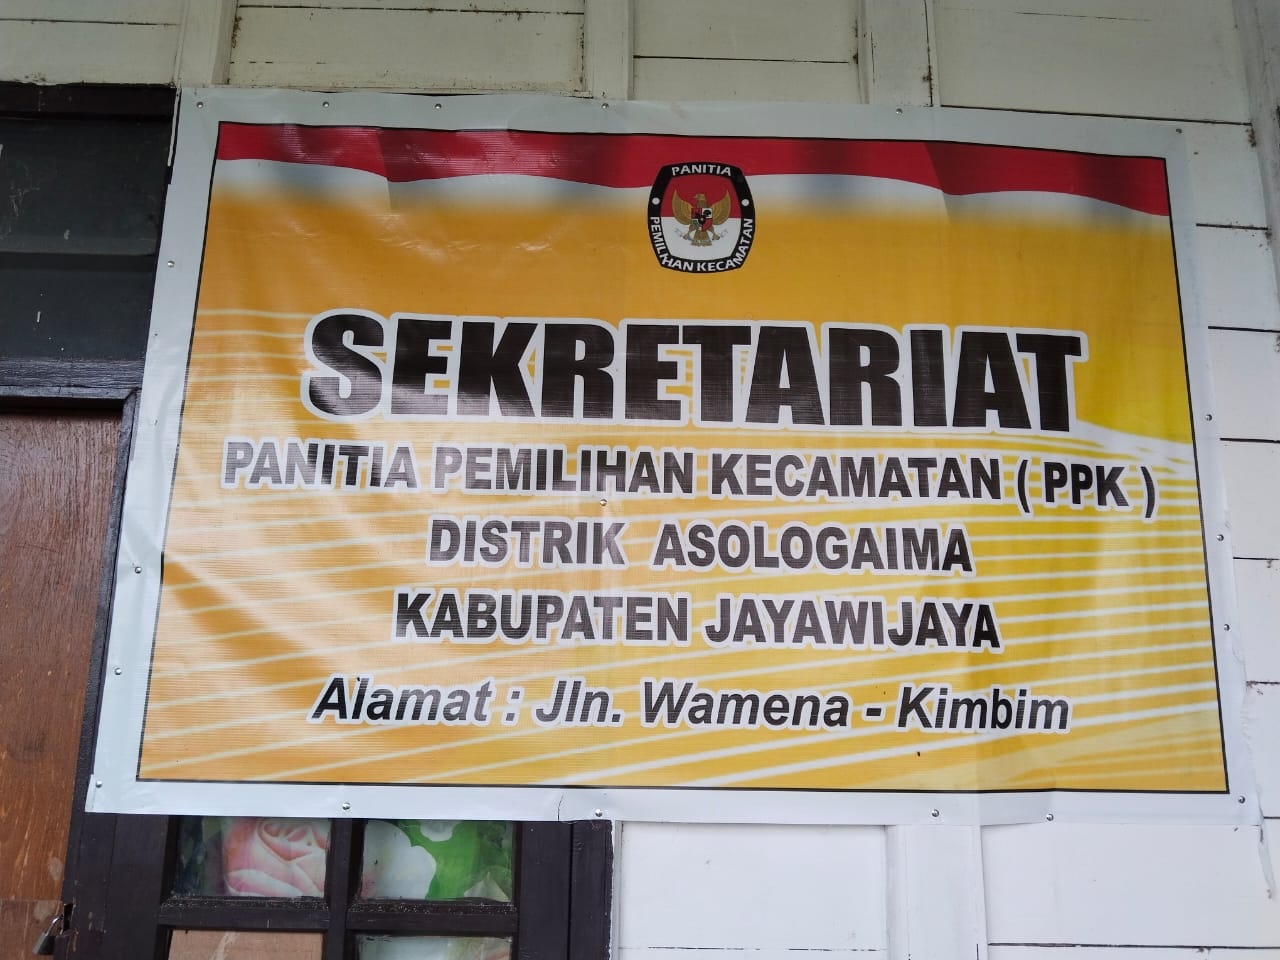 PANITIA
PEMILIHAN KECAMATAN
SEKRETARIAT
PANITIA PEMILIHAN KECAMATAN ( PPK )
DISTRIK ASOLOGAIMA
KABUPATEN JAYAWIJAYA
Alamat : Jln. Wamena - Kimbim